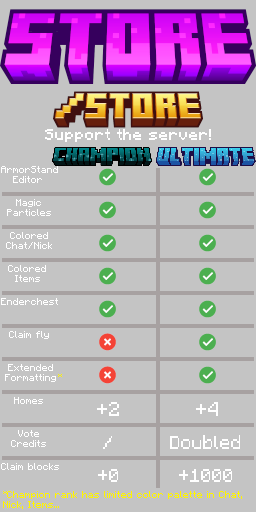 STORE
/STORE
Support the server!
CHAMPION ULTIMATE
ArmorStand
Editor
Magic
Particles
Colored
Chat/Nick
Colored
Items
Enderchest
Claim fly
Extended
Formatting*
Homes +2 +4
Vote
Credits / Doubled
Claim blocks +0 +1000
*Champion rank has limited color palette in Chat,
Nick, Items...